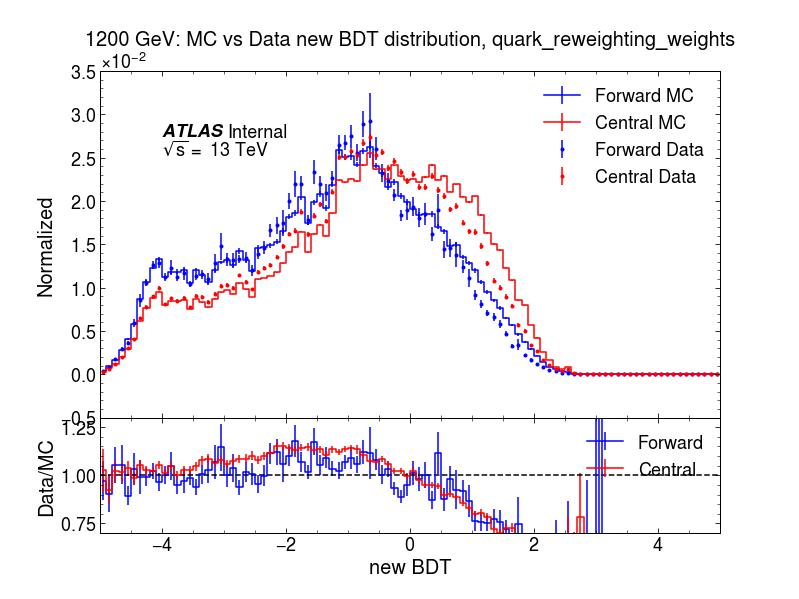 1200 GeV: MC vs Data new BDT distribution, quark_reweighting_weights
×10⁻²
3.5
3.0
2.5
2.0
1.5
1.0
0.5
0.0
0.5
Normalized
ATLAS Internal
√s = 13 TeV
Forward MC
Central MC
Forward Data
Central Data
1.25
1.00
0.75
Data/MC
Forward
Central
−4 −2 0 2 4
new BDT